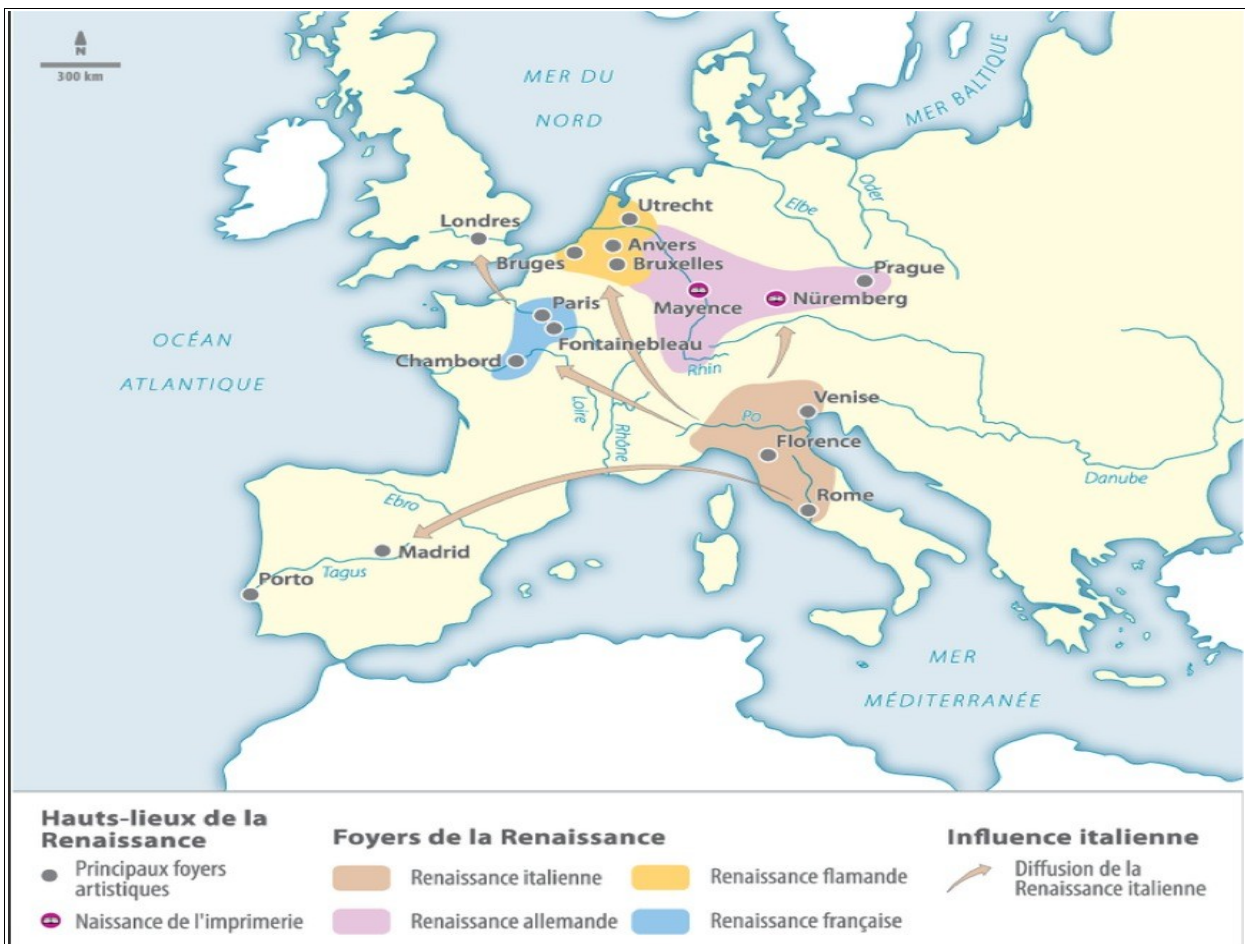 N
300 km
MER DU
NORD
MER BALTIQUE
Oder
Elbe
Londres
Utrecht
Anvers
Bruges
Bruxelles
Prague
Mayence
Nüremberg
Paris
Fontainebleau
Chambord
OCÉAN
ATLANTIQUE
Rhin
Loire
Rhône
Po
Venise
Florence
Danube
Rome
Ebro
Madrid
Tagus
Porto
MER
MÉDITERRANÉE
Hauts-lieux de la
Renaissance
Principaux foyers
artistiques
Naissance de l'imprimerie
Foyers de la Renaissance
Renaissance italienne
Renaissance flamande
Renaissance allemande
Renaissance française
Influence italienne
Diffusion de la
Renaissance italienne